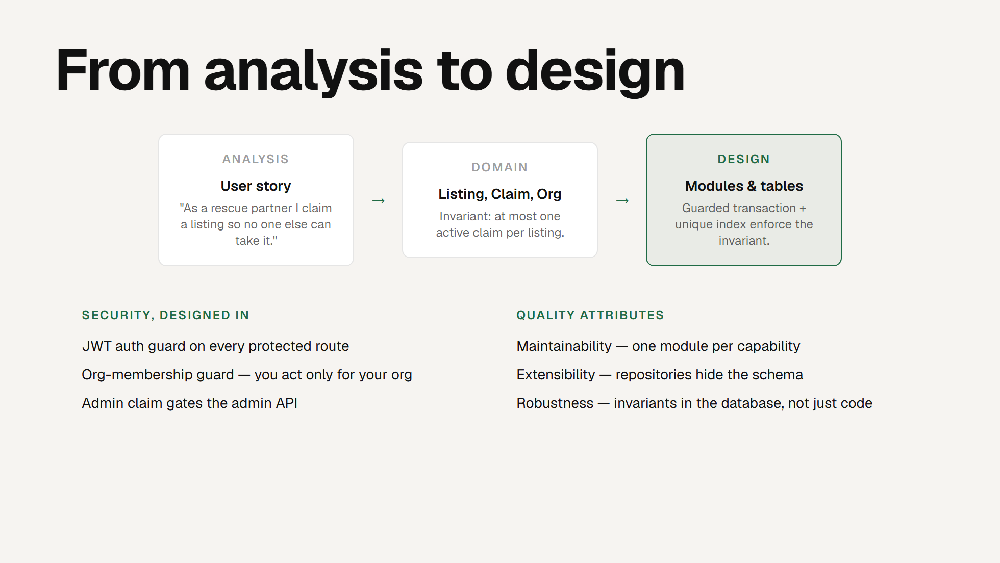 From analysis to design
ANALYSIS
User story
"As a rescue partner I claim
a listing so no one else can
take it."
→
DOMAIN
Listing, Claim, Org
Invariant: at most one
active claim per listing.
→
DESIGN
Modules & tables
Guarded transaction +
unique index enforce the
invariant.
SECURITY, DESIGNED IN
JWT auth guard on every protected route
Org-membership guard — you act only for your org
Admin claim gates the admin API
QUALITY ATTRIBUTES
Maintainability — one module per capability
Extensibility — repositories hide the schema
Robustness — invariants in the database, not just code